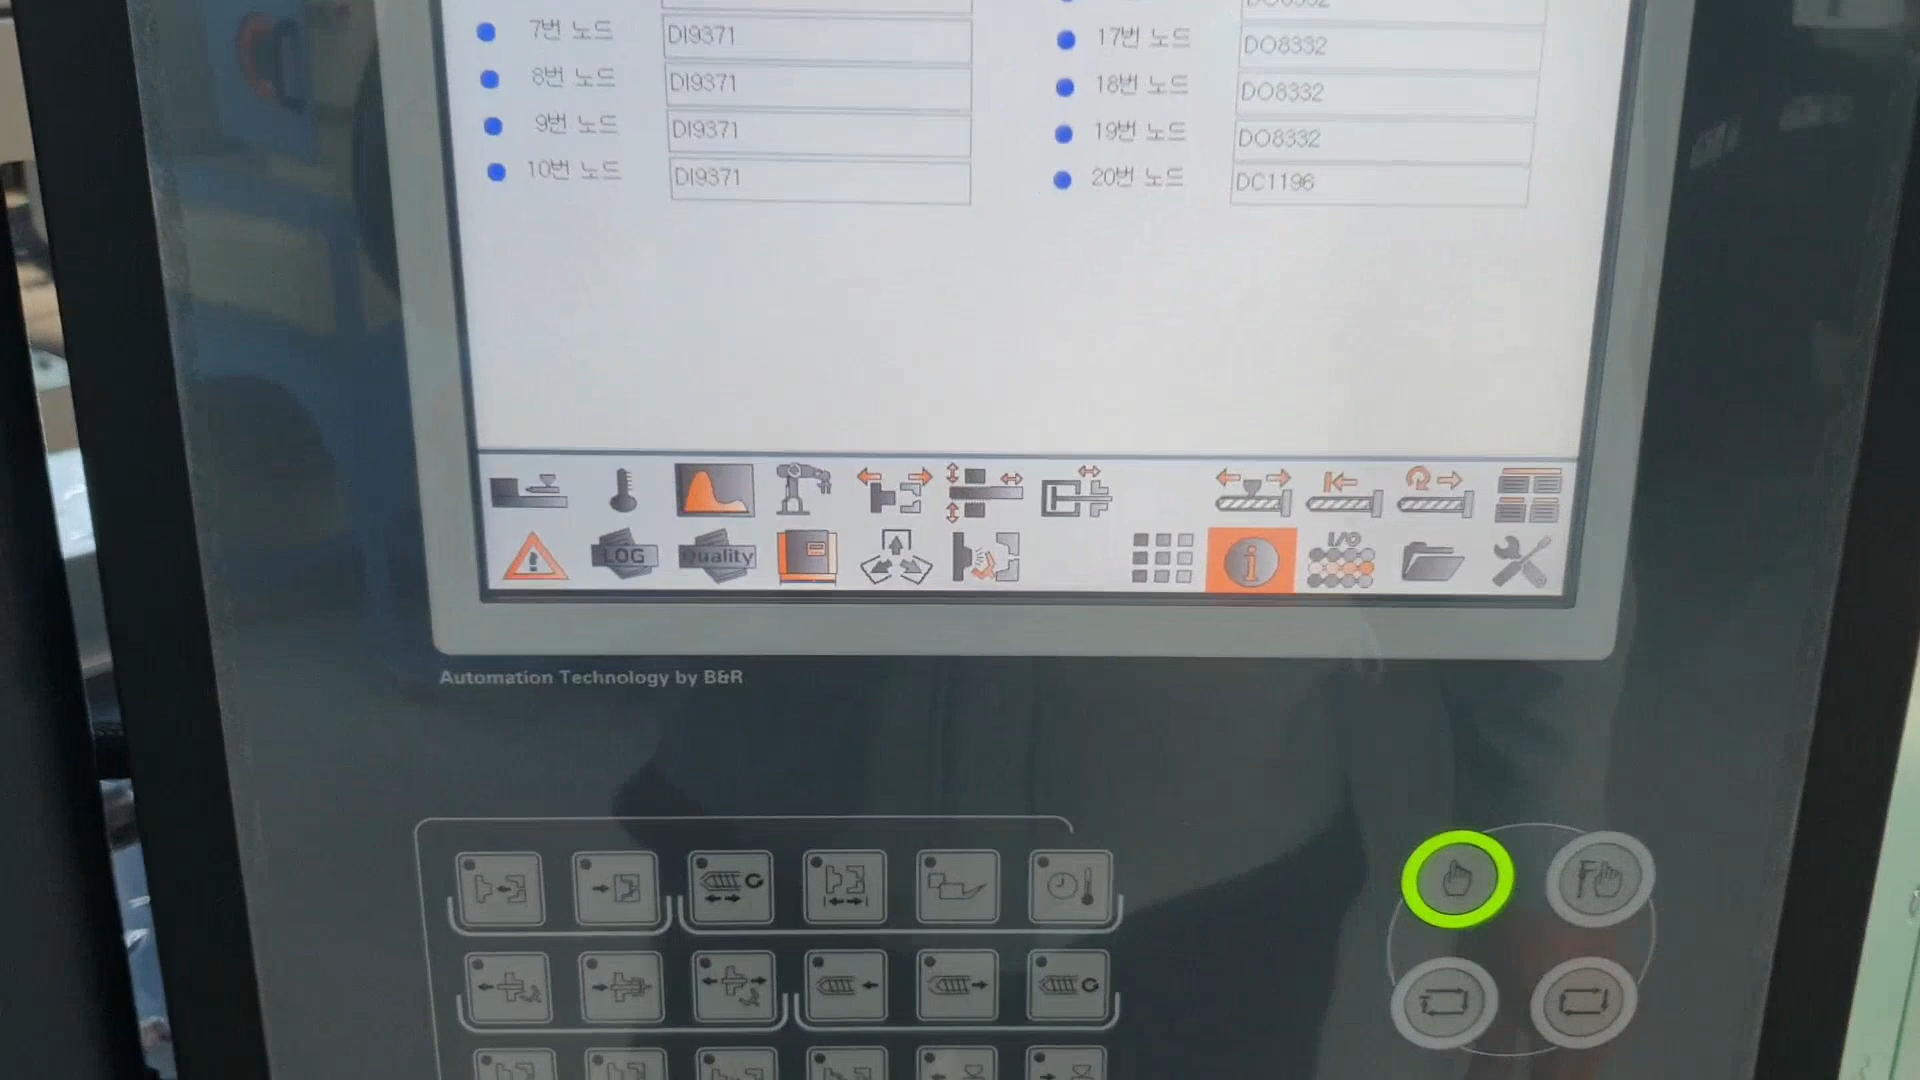 7번 노드 DI9371
8번 노드 DI9371
9번 노드 DI9371
10번 노드 DI9371
17번 노드 DO8332
18번 노드 DO8332
19번 노드 DO8332
20번 노드 DC1196
I/O
LOG
Quality
i
Automation Technology by B&R
F